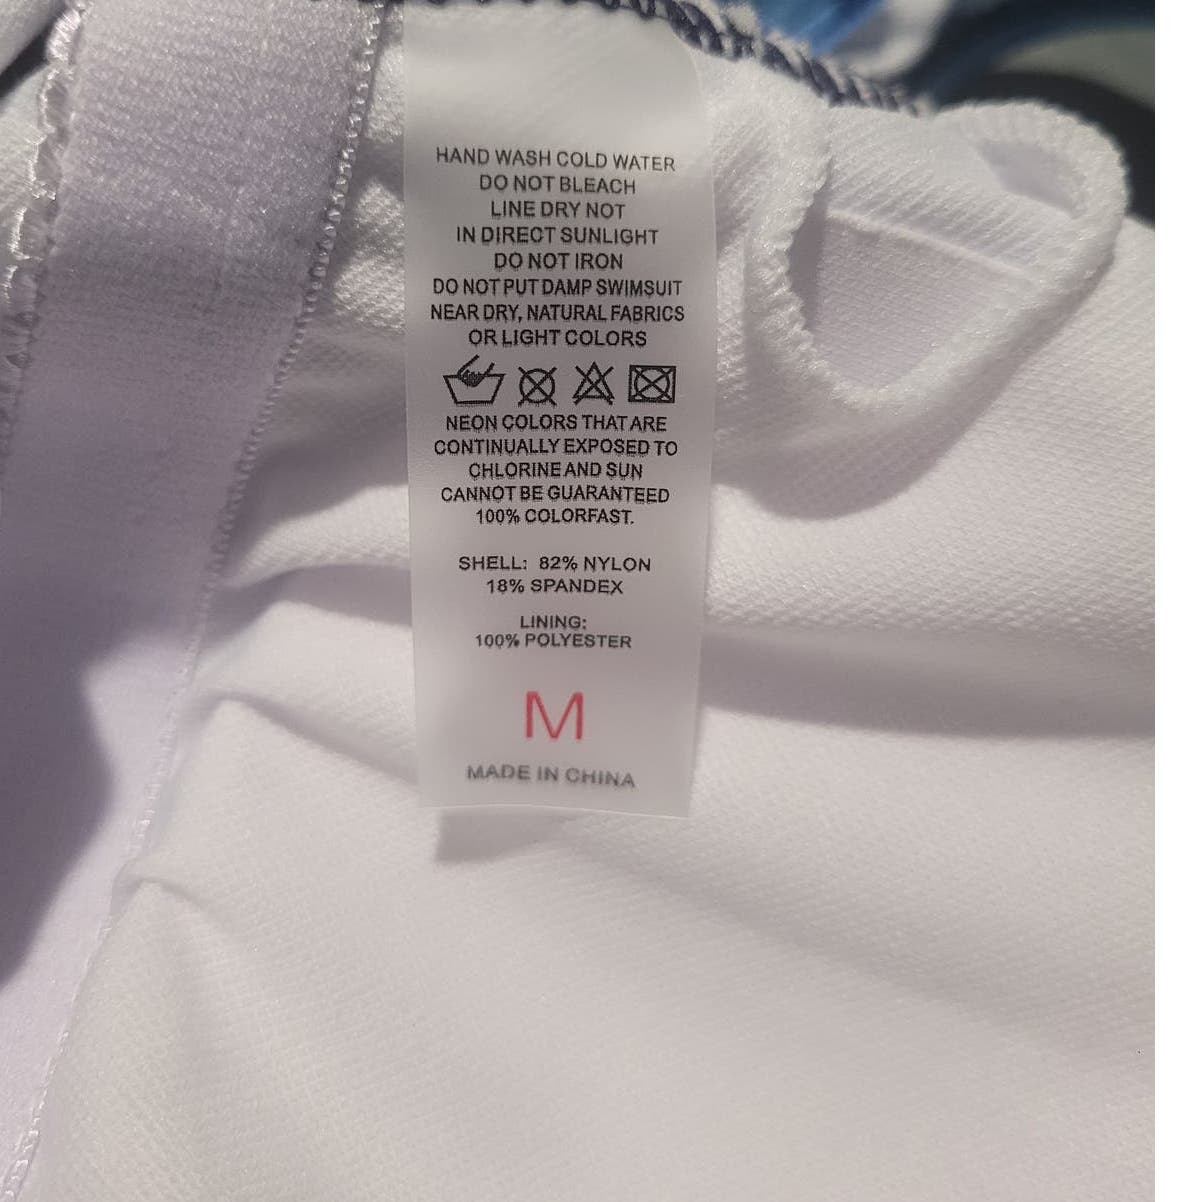 HAND WASH COLD WATER
DO NOT BLEACH
LINE DRY NOT
IN DIRECT SUNLIGHT
DO NOT IRON
DO NOT PUT DAMP SWIMSUIT
NEAR DRY, NATURAL FABRICS
OR LIGHT COLORS
NEON COLORS THAT ARE
CONTINUALLY EXPOSED TO
CHLORINE AND SUN
CANNOT BE GUARANTEED
100% COLORFAST.
SHELL: 82% NYLON
18% SPANDEX
LINING:
100% POLYESTER
M
MADE IN CHINA